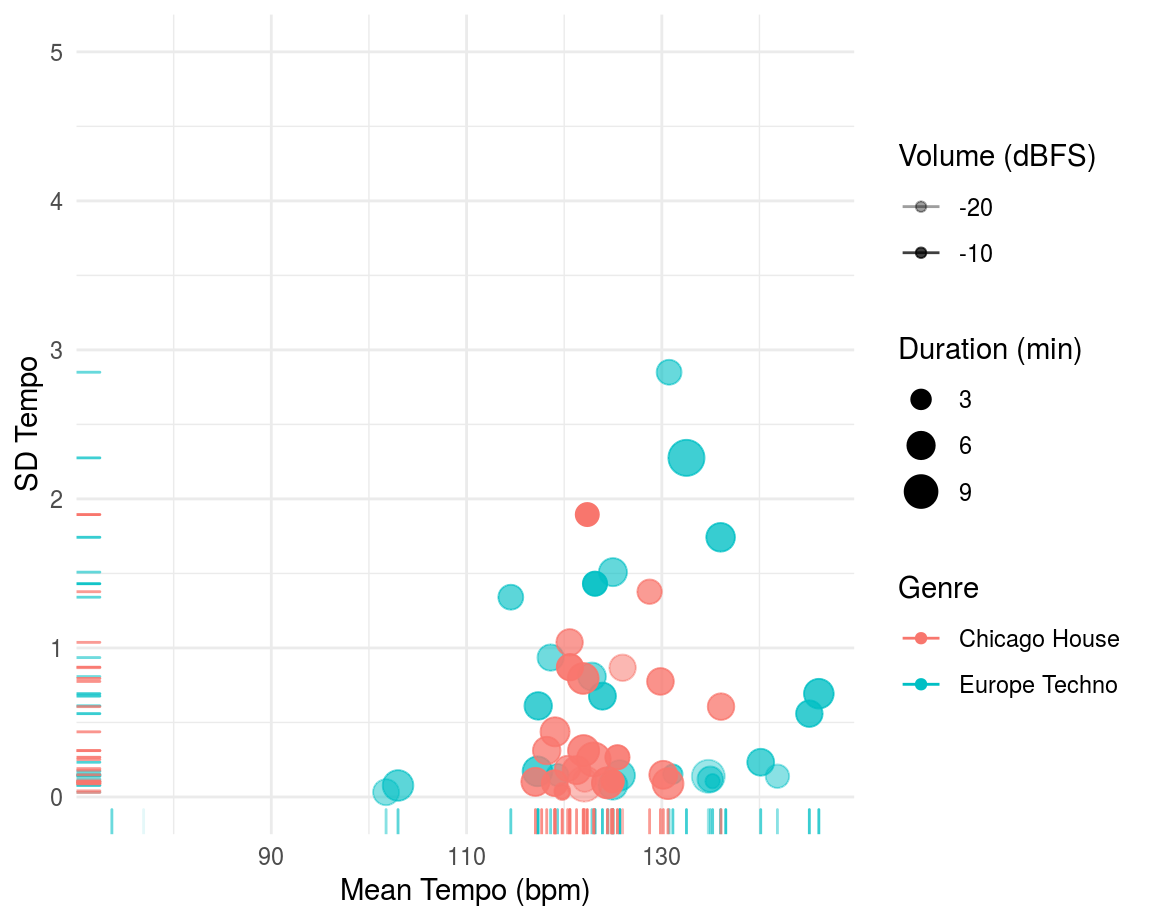 5
4
3
2
1
0
SD Tempo
90
110
130
Mean Tempo (bpm)
Volume (dBFS)
-20
-10
Duration (min)
3
6
9
Genre
Chicago House
Europe Techno